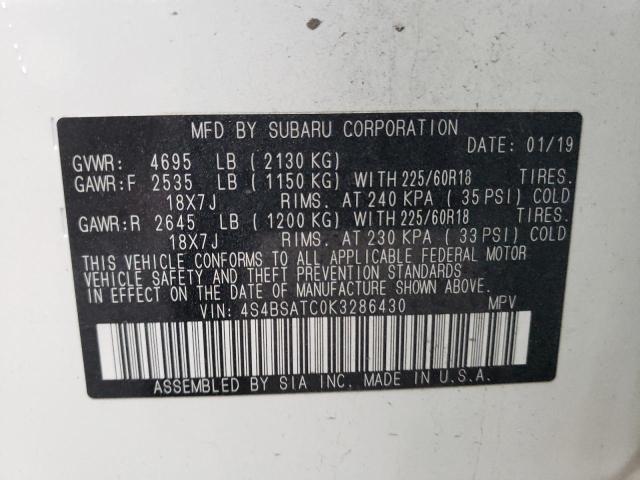 MFD BY SUBARU CORPORATION
DATE: 01/19
GVWR: 4695 LB (2130 KG)
GAWR:F 2535 LB (1150 KG) WITH 225/60R18 TIRES.
18X7J RIMS. AT 240 KPA (35 PSI) COLD
GAWR:R 2645 LB (1200 KG) WITH 225/60R18 TIRES.
18X7J RIMS. AT 230 KPA (33 PSI) COLD
THIS VEHICLE CONFORMS TO ALL APPLICABLE FEDERAL MOTOR
VEHICLE SAFETY AND THEFT PREVENTION STANDARDS
IN EFFECT ON THE DATE OF MANUFACTURE SHOWN ABOVE.
VIN: 4S4BSATC0K3286430 MPV
ASSEMBLED BY SIA INC. MADE IN U.S.A.